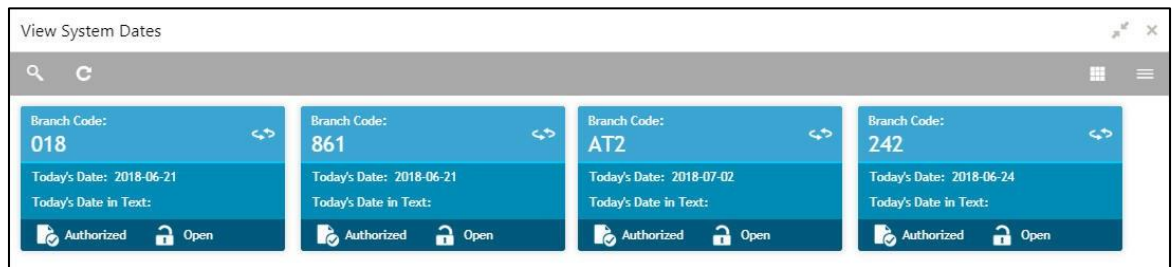 View System Dates
Branch Code:
018
Today's Date: 2018-06-21
Today's Date in Text:
Authorized Open
Branch Code:
861
Today's Date: 2018-06-21
Today's Date in Text:
Authorized Open
Branch Code:
AT2
Today's Date: 2018-07-02
Today's Date in Text:
Authorized Open
Branch Code:
242
Today's Date: 2018-06-24
Today's Date in Text:
Authorized Open